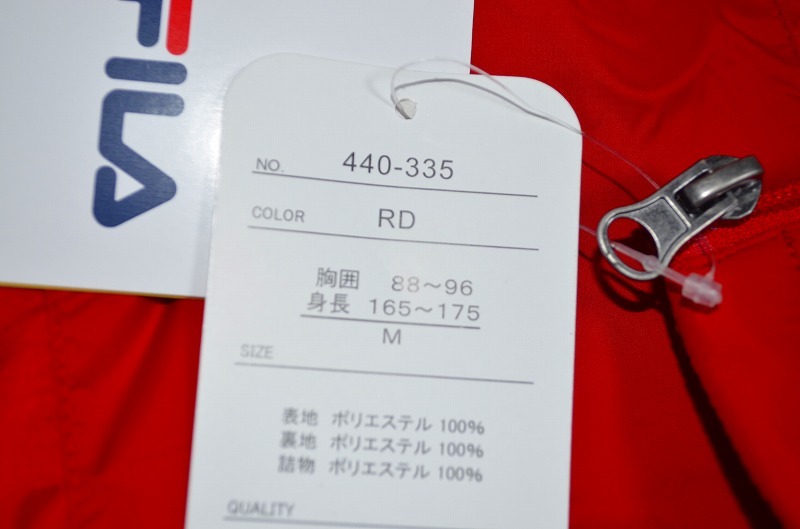 FILA
NO. 440-335
COLOR RD
胸囲 88～96
身長 165～175
M
SIZE
表地 ポリエステル 100%
裏地 ポリエステル 100%
詰物 ポリエステル 100%
QUALITY